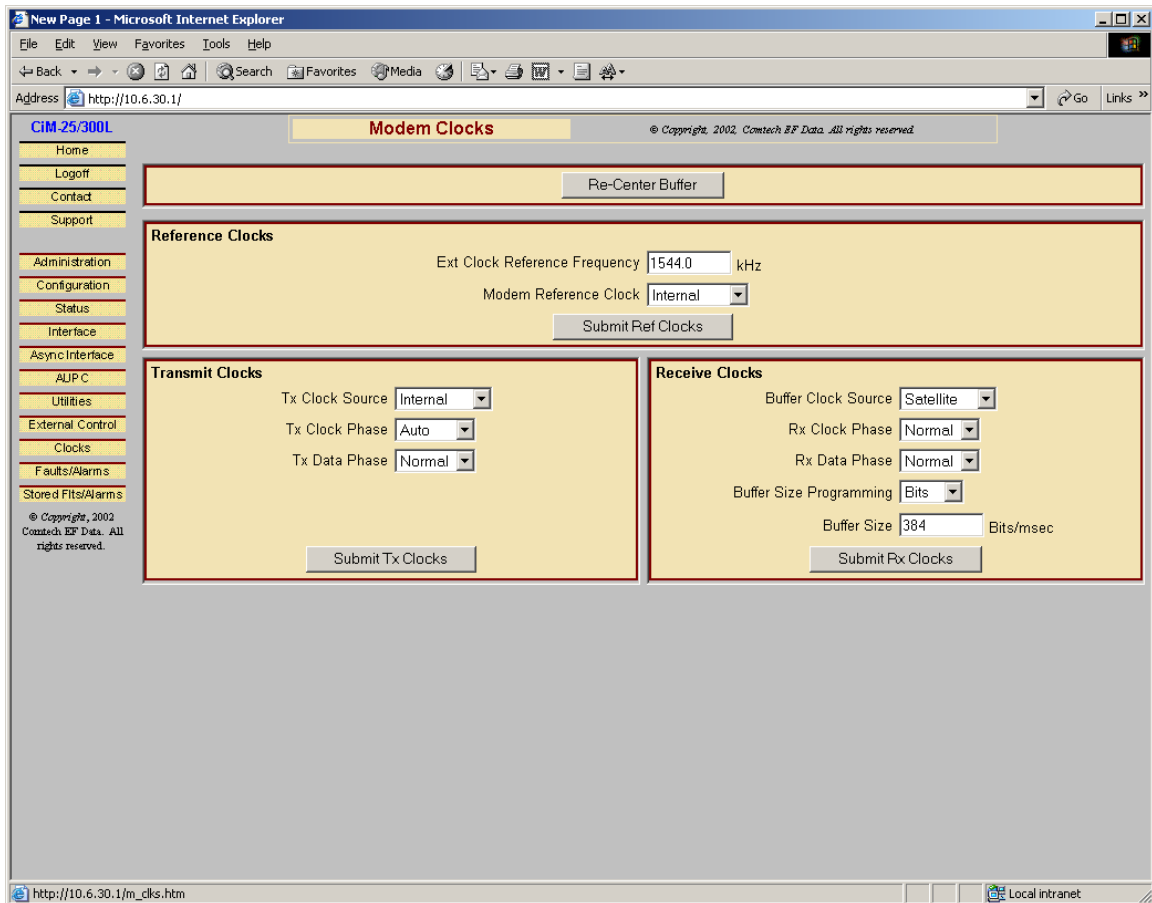 New Page 1 - Microsoft Internet Explorer
File Edit View Favorites Tools Help
Back Search Favorites Media
Address http://10.6.30.1/ Go Links »
CiM-25/300L
Home
Logoff
Contact
Support
Administration
Configuration
Status
Interface
Async Interface
AUPC
Utilities
External Control
Clocks
Faults/Alarms
Stored Flts/Alarms
© Copyright, 2002
Comtech EF Data. All
rights reserved.
Modem Clocks
© Copyright, 2002, Comtech EF Data. All rights reserved.
Re-Center Buffer
Reference Clocks
Ext Clock Reference Frequency 1544.0 kHz
Modem Reference Clock Internal
Submit Ref Clocks
Transmit Clocks
Tx Clock Source Internal
Tx Clock Phase Auto
Tx Data Phase Normal
Submit Tx Clocks
Receive Clocks
Buffer Clock Source Satellite
Rx Clock Phase Normal
Rx Data Phase Normal
Buffer Size Programming Bits
Buffer Size 384 Bits/msec
Submit Rx Clocks
http://10.6.30.1/m_clks.htm
Local intranet